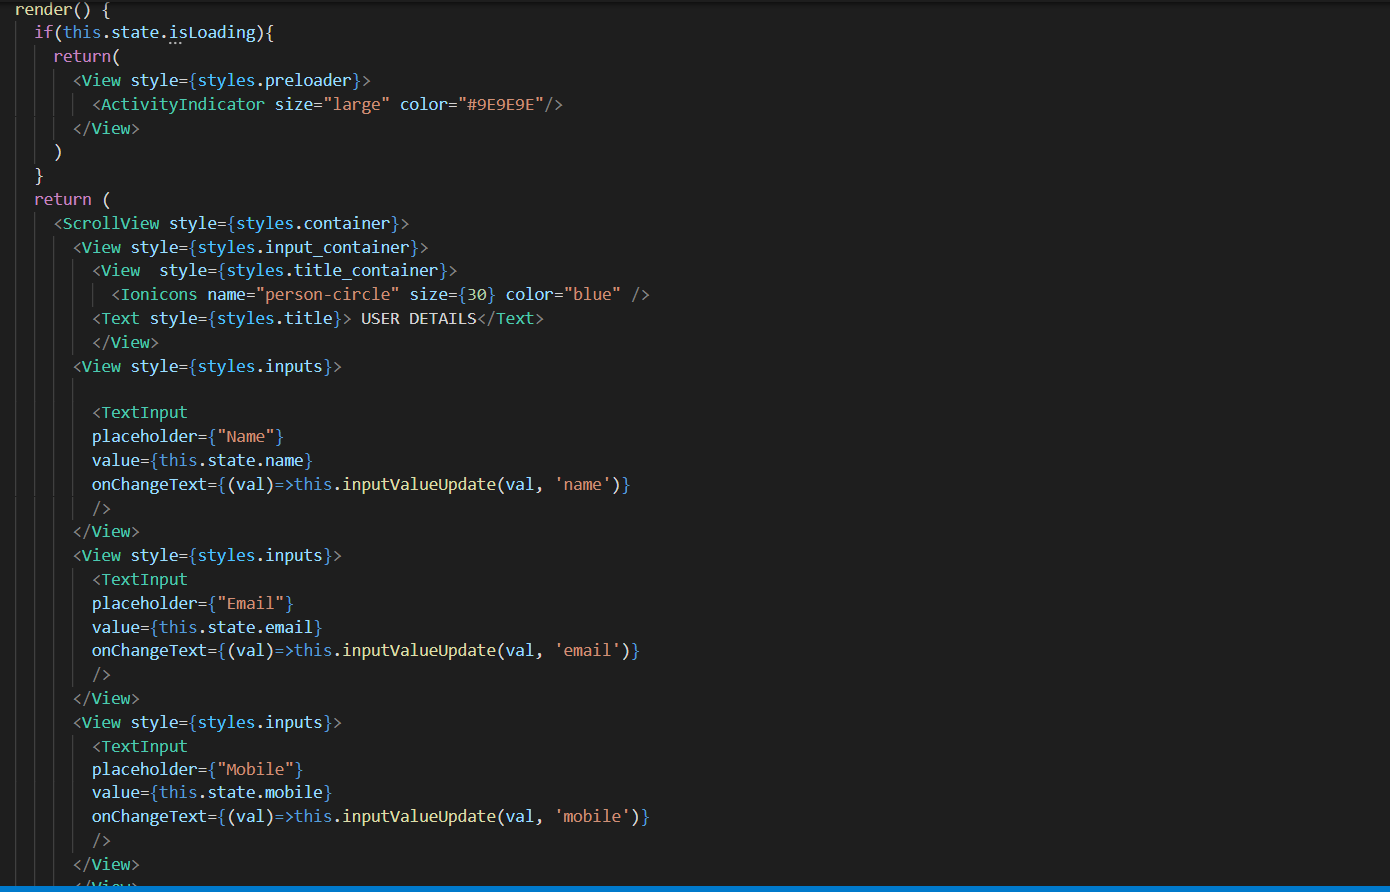 render() {
if(this.state.isLoading){
return(
<View style={styles.preloader}>
<ActivityIndicator size="large" color="#9E9E9E"/>
</View>
)
}
return (
<ScrollView style={styles.container}>
<View style={styles.input_container}>
<View  style={styles.title_container}>
<Ionicons name="person-circle" size={30} color="blue" />
<Text style={styles.title}> USER DETAILS</Text>
</View>
<View style={styles.inputs}>
<TextInput
placeholder={"Name"}
value={this.state.name}
onChangeText={(val)=>this.inputValueUpdate(val, 'name')}
/>
</View>
<View style={styles.inputs}>
<TextInput
placeholder={"Email"}
value={this.state.email}
onChangeText={(val)=>this.inputValueUpdate(val, 'email')}
/>
</View>
<View style={styles.inputs}>
<TextInput
placeholder={"Mobile"}
value={this.state.mobile}
onChangeText={(val)=>this.inputValueUpdate(val, 'mobile')}
/>
</View>
</View>